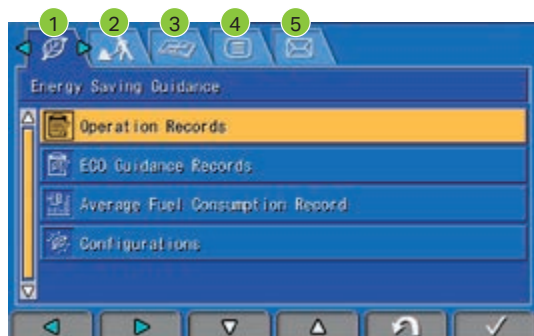 1 2 3 4 5
Energy Saving Guidance
Operation Records
ECO Guidance Records
Average Fuel Consumption Record
Configurations